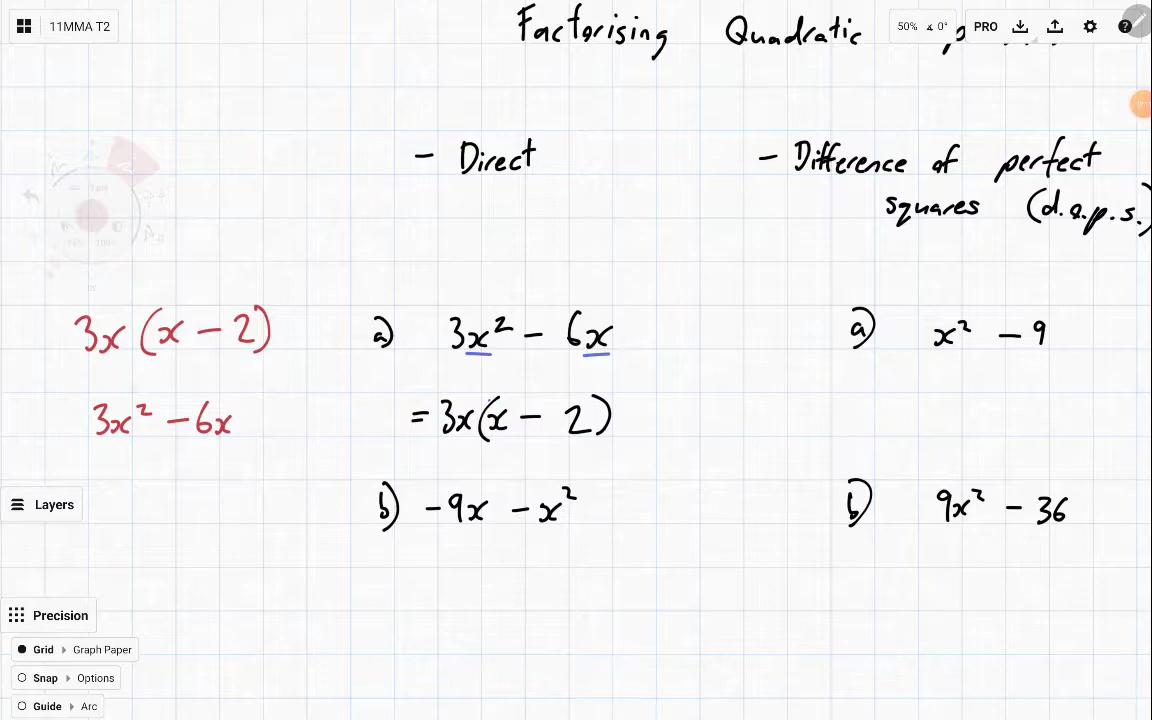 11MMA T2
Factorising Quadratic
50% 0°
PRO
- Direct
- Difference of perfect
squares (d.o.p.s.)
3x(x - 2)
a) 3x² - 6x
a) x² - 9
3x² - 6x
= 3x(x - 2)
Layers
b) -9x - x²
b) 9x² - 36
Precision
Grid Graph Paper
Snap Options
Guide Arc